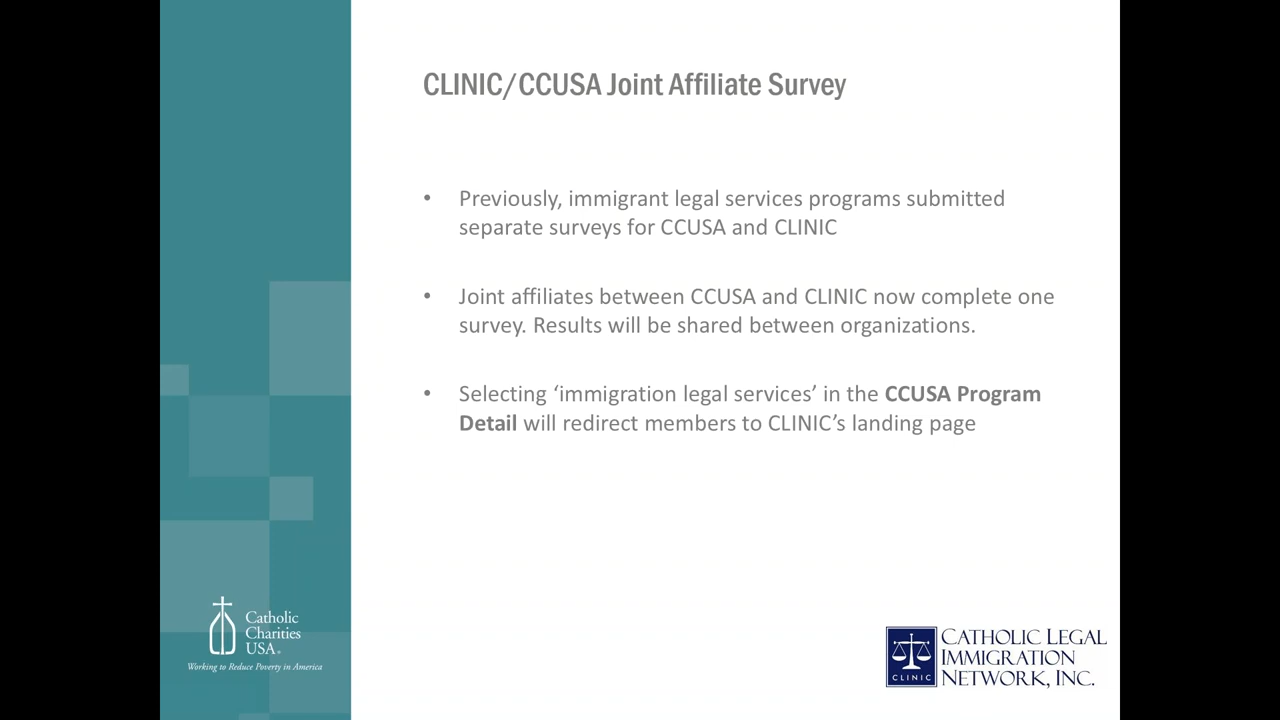 CLINIC/CCUSA Joint Affiliate Survey
• Previously, immigrant legal services programs submitted
separate surveys for CCUSA and CLINIC
• Joint affiliates between CCUSA and CLINIC now complete one
survey. Results will be shared between organizations.
• Selecting ‘immigration legal services’ in the CCUSA Program
Detail will redirect members to CLINIC’s landing page
Catholic
Charities
USA®
Working to Reduce Poverty in America
CLINIC
CATHOLIC LEGAL
IMMIGRATION
NETWORK, INC.